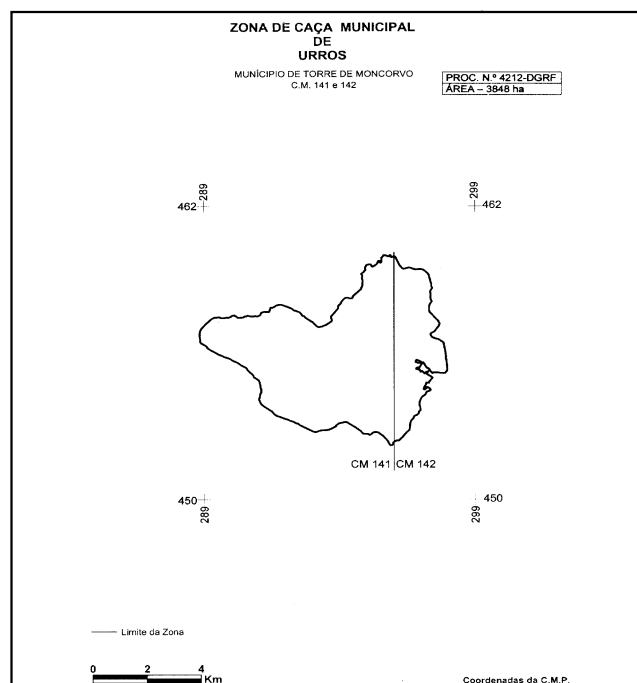 ZONA DE CAÇA MUNICIPAL
DE
URROS
MUNÍCIPIO DE TORRE DE MONCORVO
C.M. 141 e 142
PROC. N.º 4212-DGRF
ÁREA – 3848 ha
289
462
299
462
CM 141
CM 142
450
289
450
299
Limite da Zona
0 2 4
Km
Coordenadas da C.M.P.